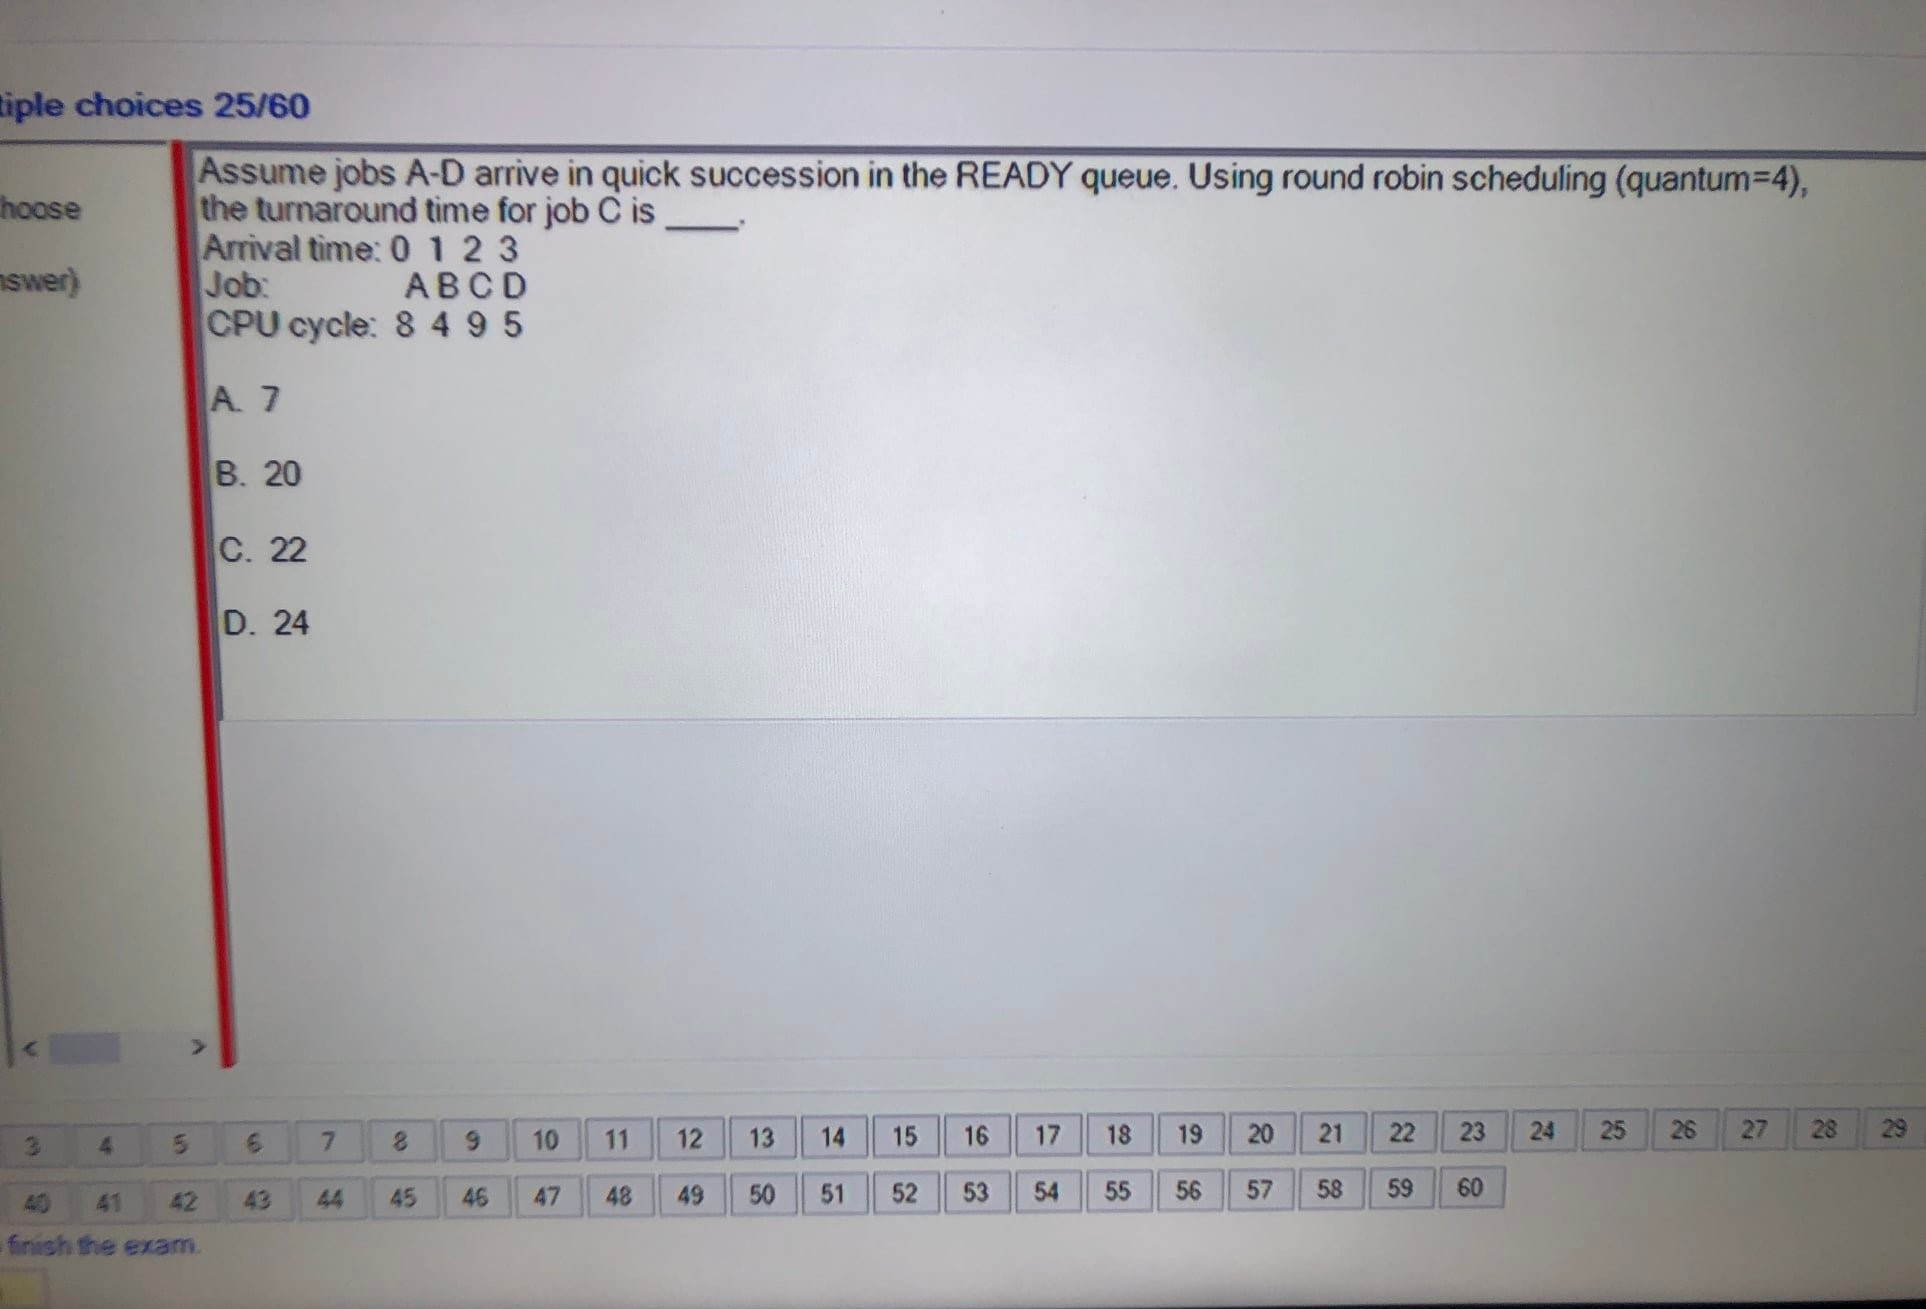 tiple choices 25/60
hoose
nswer)
Assume jobs A-D arrive in quick succession in the READY queue. Using round robin scheduling (quantum=4),
the turnaround time for job C is ____.
Arrival time: 0 1 2 3
Job: A B C D
CPU cycle: 8 4 9 5
A. 7
B. 20
C. 22
D. 24
< >
3 4 5 6 7 8 9 10 11 12 13 14 15 16 17 18 19 20 21 22 23 24 25 26 27 28 29
40 41 42 43 44 45 46 47 48 49 50 51 52 53 54 55 56 57 58 59 60
finish the exam.